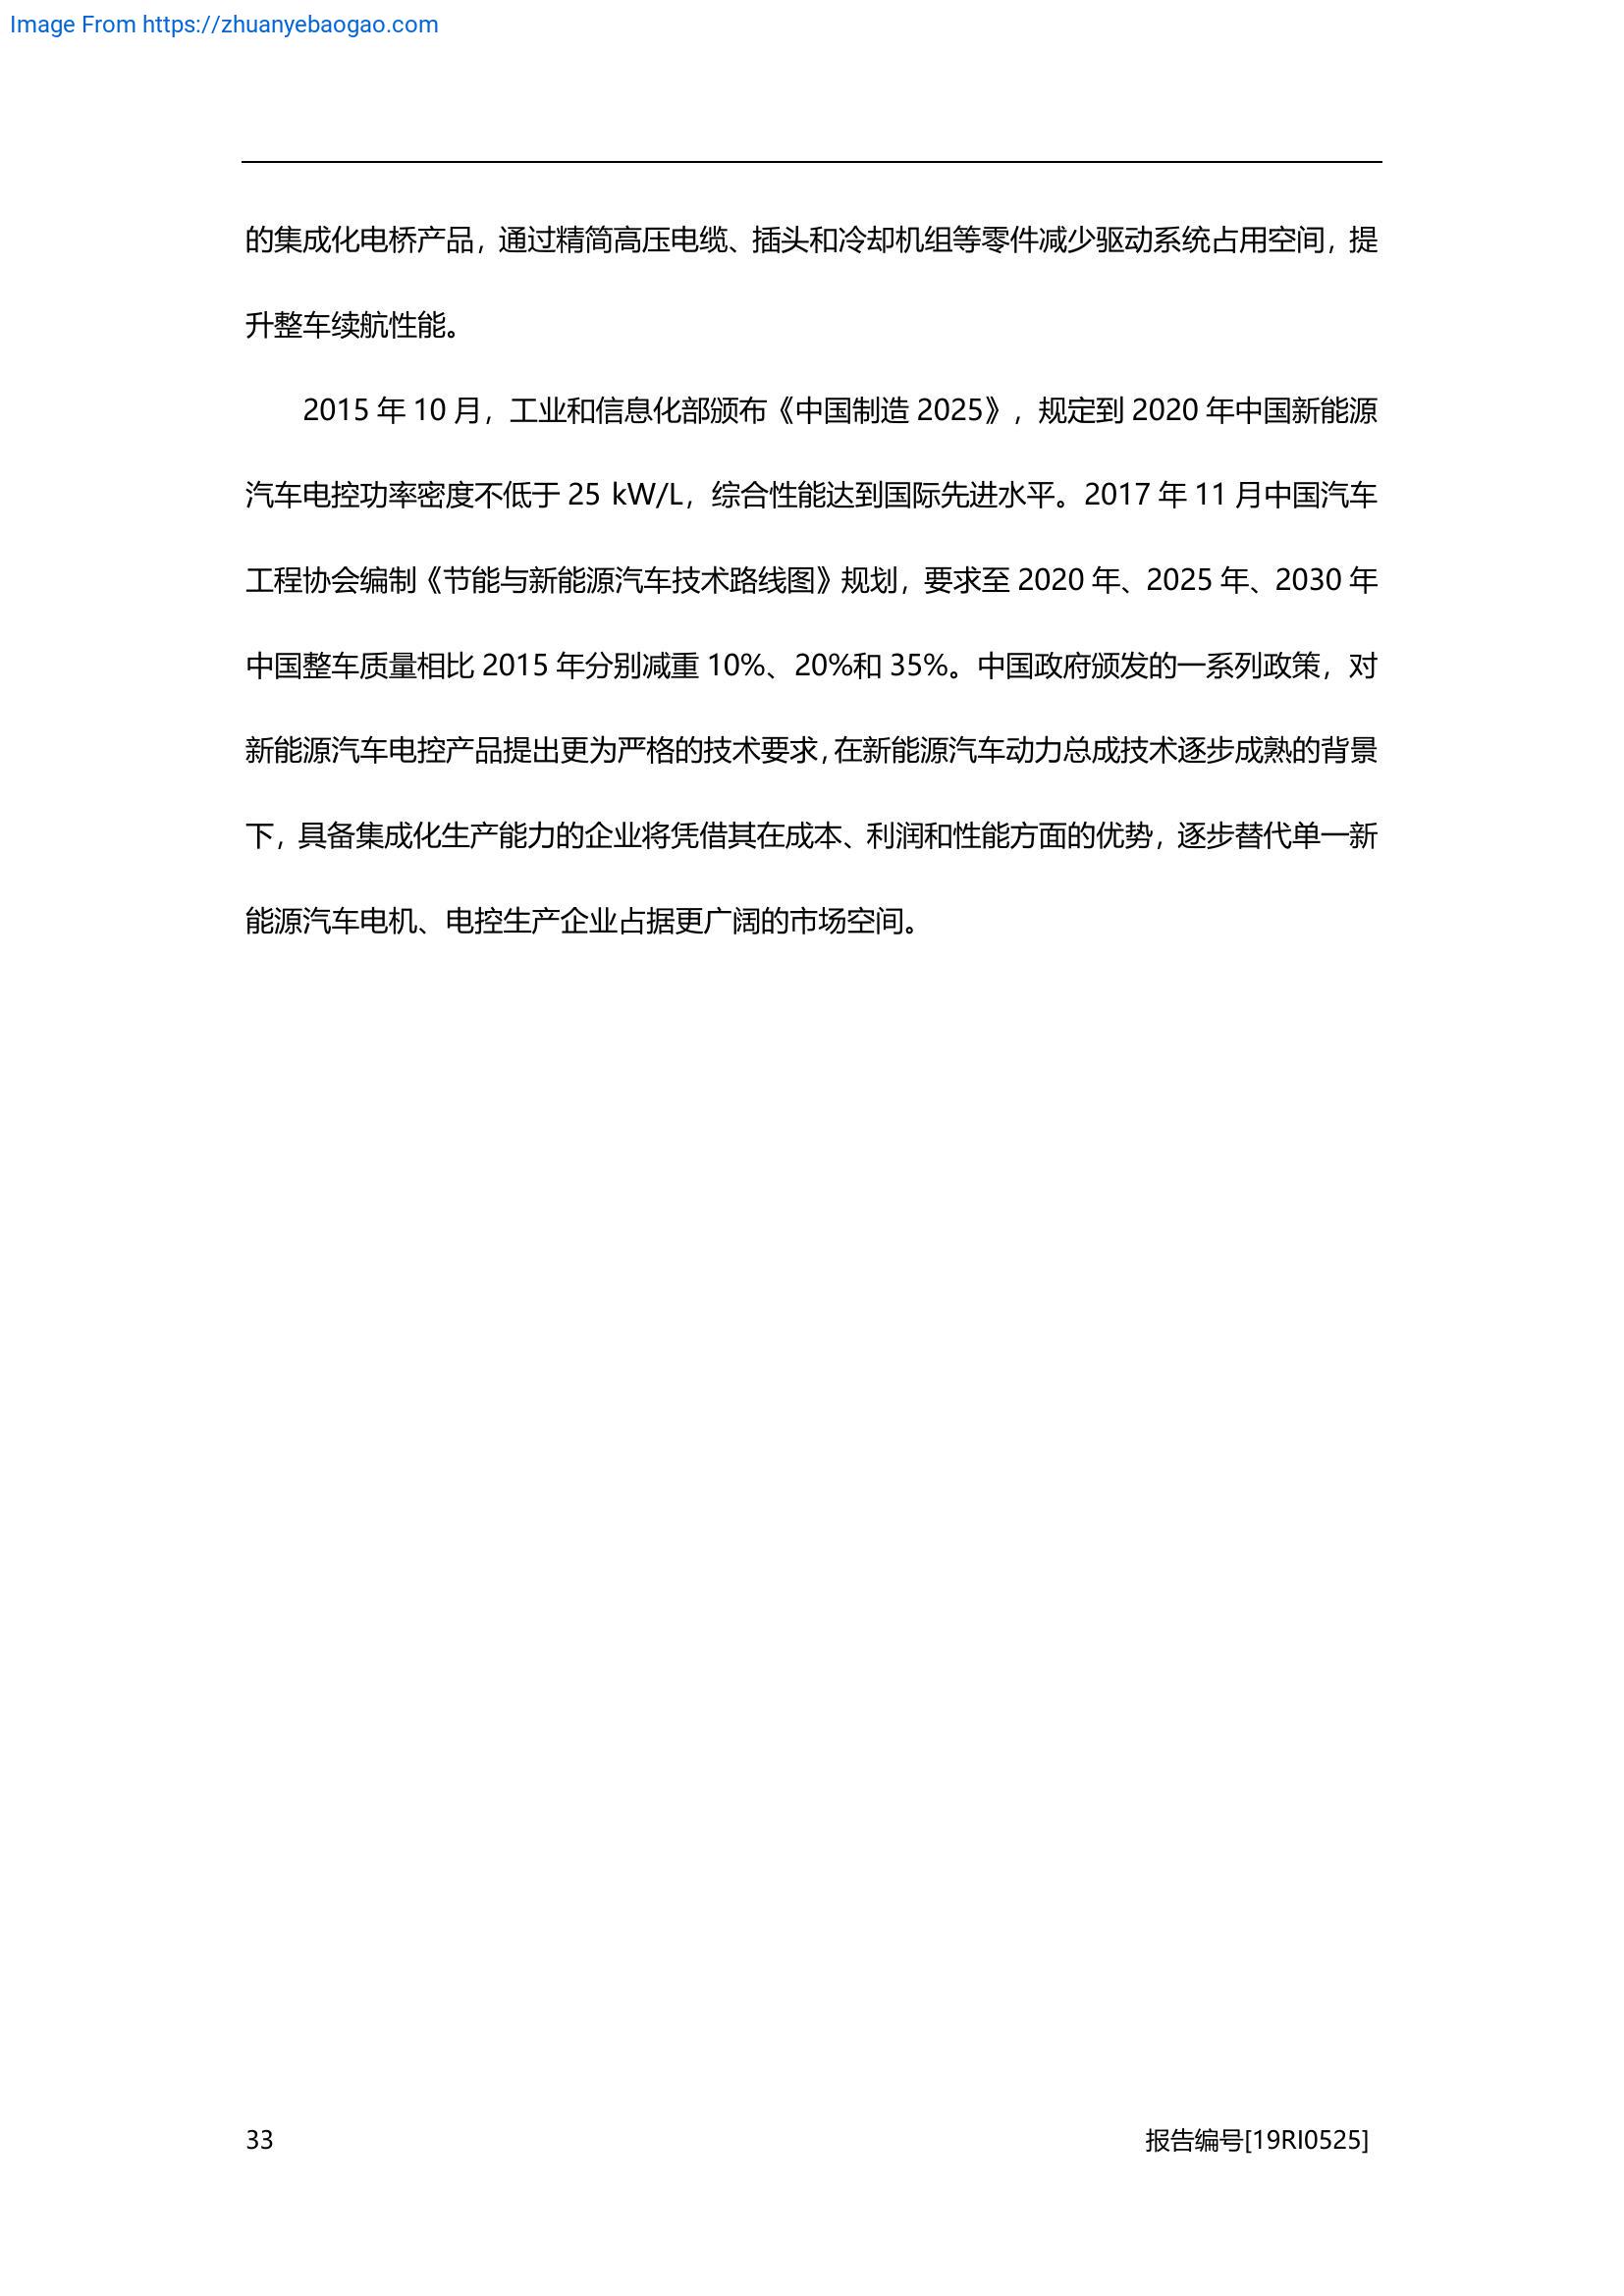 Image From https://zhuanyebaogao.com
的集成化电桥产品，通过精简高压电缆、插头和冷却机组等零件减少驱动系统占用空间，提
升整车续航性能。
2015 年 10 月，工业和信息化部颁布《中国制造 2025》，规定到 2020 年中国新能源
汽车电控功率密度不低于 25 kW/L，综合性能达到国际先进水平。2017 年 11 月中国汽车
工程协会编制《节能与新能源汽车技术路线图》规划，要求至 2020 年、2025 年、2030 年
中国整车质量相比 2015 年分别减重 10%、20%和 35%。中国政府颁发的一系列政策，对
新能源汽车电控产品提出更为严格的技术要求，在新能源汽车动力总成技术逐步成熟的背景
下，具备集成化生产能力的企业将凭借其在成本、利润和性能方面的优势，逐步替代单一新
能源汽车电机、电控生产企业占据更广阔的市场空间。
33 报告编号[19RI0525]